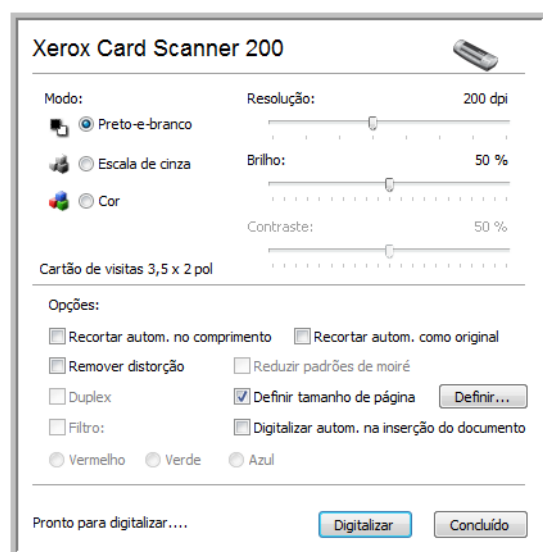 Xerox Card Scanner 200
Modo:
Preto-e-branco
Escala de cinza
Cor
Resolução: 200 dpi
Brilho: 50 %
Contraste: 50 %
Cartão de visitas 3,5 x 2 pol
Opções:
Recortar autom. no comprimento Recortar autom. como original
Remover distorção Reduzir padrões de moiré
Duplex Definir tamanho de página Definir...
Filtro: Digitalizar autom. na inserção do documento
Vermelho Verde Azul
Pronto para digitalizar.... Digitalizar Concluído